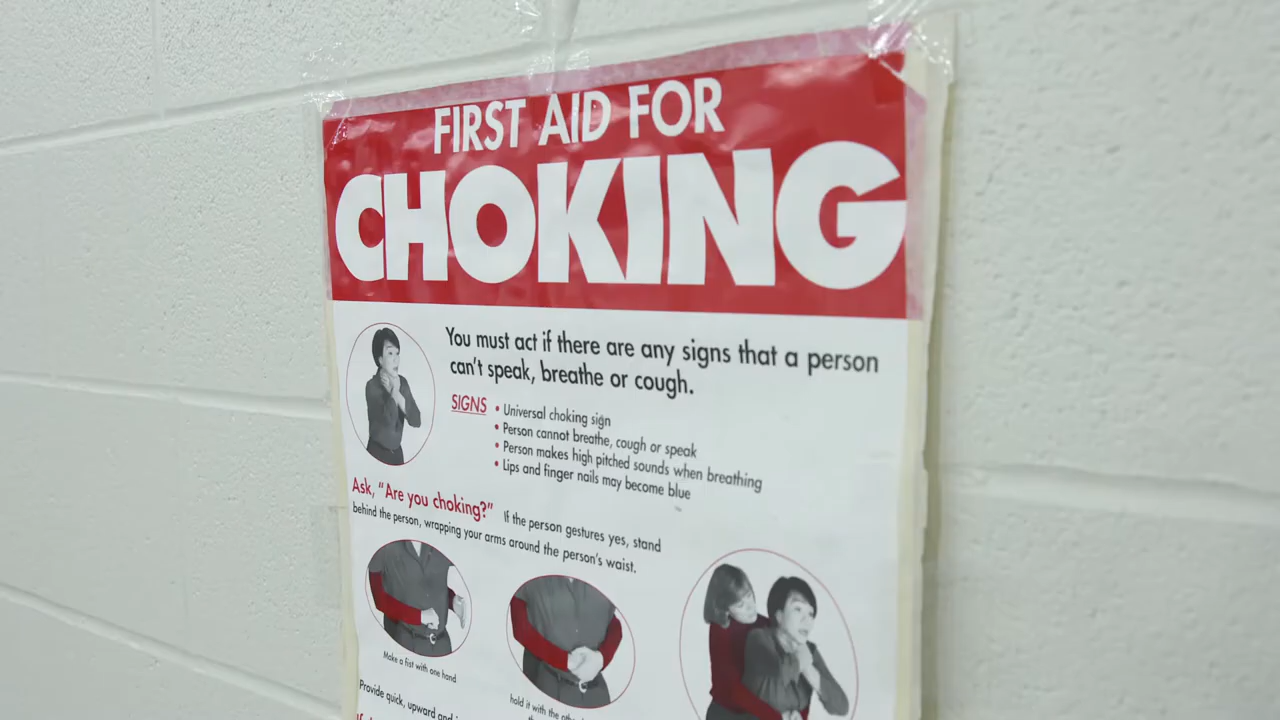 FIRST AID FOR
CHOKING
You must act if there are any signs that a person
can't speak, breathe or cough.
SIGNS • Universal choking sign
• Person cannot breathe, cough or speak
• Person makes high pitched sounds when breathing
• Lips and finger nails may become blue
Ask, "Are you choking?" If the person gestures yes, stand
behind the person, wrapping your arms around the person's waist.
Make a fist with one hand
hold it with the
Provide quick, upward and